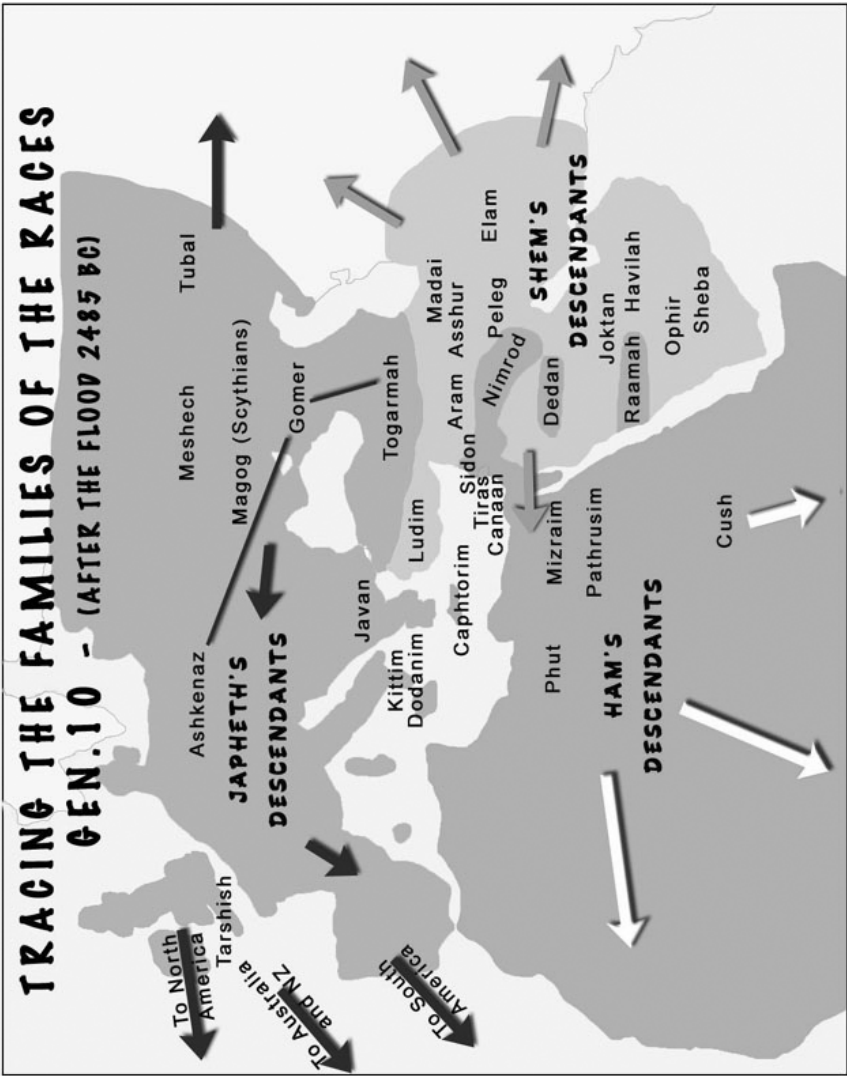 TRACING THE FAMILIES OF THE RACES
GEN.10 - (AFTER THE FLOOD 2485 BC)
Meshech
Tubal
Magog (Scythians)
Gomer
Ashkenaz
JAPHETH'S
DESCENDANTS
To North
America
Tarshish
To Australia
and NZ
To South
America
Javan
Togarmah
Kittim
Dodanim
Ludim
Caphtorim
Madai
Aram
Asshur
Sidon
Tiras
Canaan
Nimrod
Peleg
Elam
SHEM'S
DESCENDANTS
Dedan
Joktan
Raamah
Havilah
Ophir
Sheba
Phut
Mizraim
Pathrusim
HAM'S
DESCENDANTS
Cush